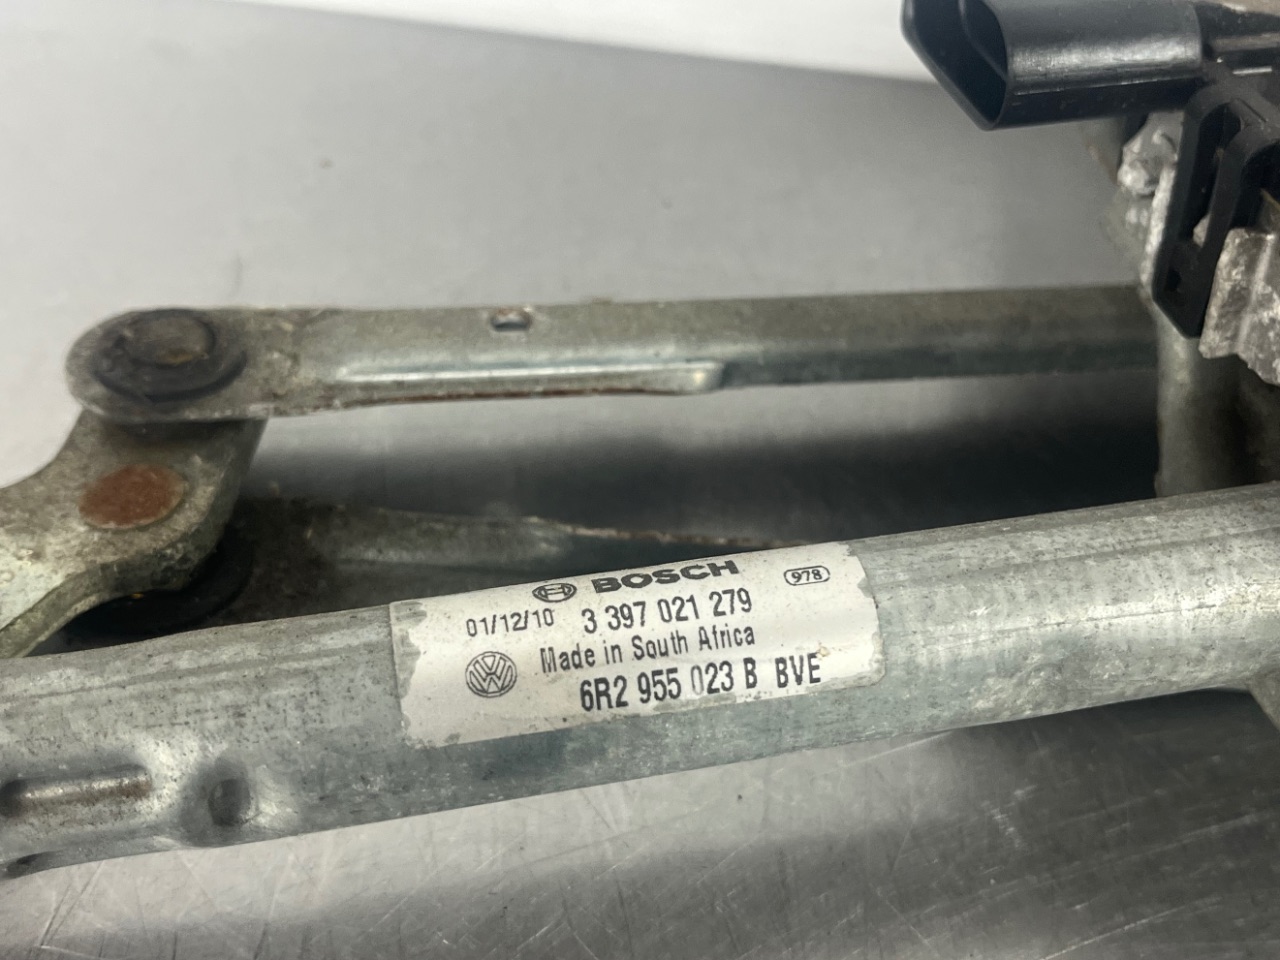 BOSCH 978
01/12/10 3 397 021 279
Made in South Africa
6R2 955 023 B BVE